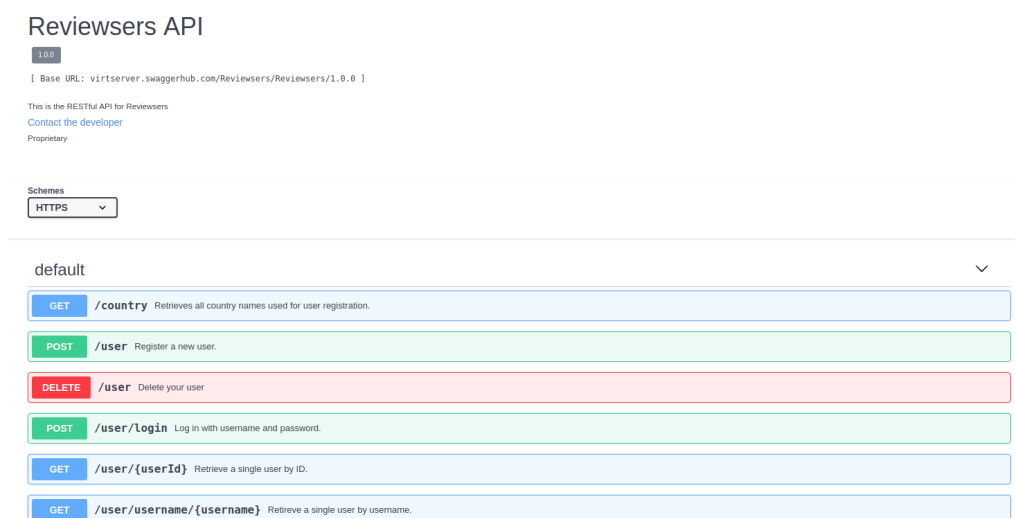 Reviewsers API
1.0.0
[ Base URL: virtserver.swaggerhub.com/Reviewsers/Reviewsers/1.0.0 ]
This is the RESTful API for Reviewsers
Contact the developer
Proprietary
Schemes
HTTPS
default
GET /country Retrieves all country names used for user registration.
POST /user Register a new user.
DELETE /user Delete your user
POST /user/login Log in with username and password.
GET /user/{userId} Retrieve a single user by ID.
GET /user/username/{username} Retireve a single user by username.